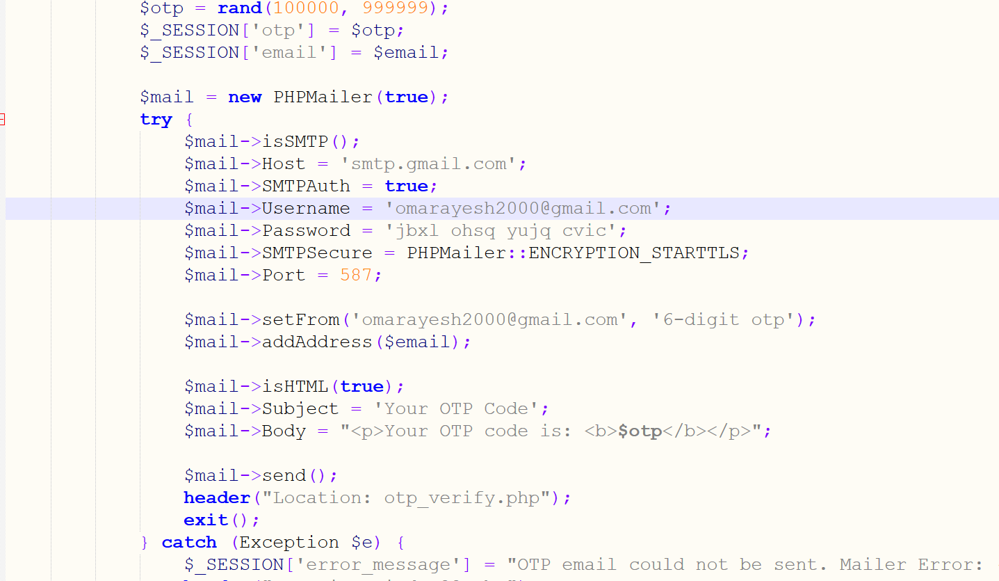 $otp = rand(100000, 999999);
$_SESSION['otp'] = $otp;
$_SESSION['email'] = $email;
$mail = new PHPMailer(true);
try {
$mail->isSMTP();
$mail->Host = 'smtp.gmail.com';
$mail->SMTPAuth = true;
$mail->Username = 'omarayesh2000@gmail.com';
$mail->Password = 'jbxl ohsq yujq cvic';
$mail->SMTPSecure = PHPMailer::ENCRYPTION_STARTTLS;
$mail->Port = 587;
$mail->setFrom('omarayesh2000@gmail.com', '6-digit otp');
$mail->addAddress($email);
$mail->isHTML(true);
$mail->Subject = 'Your OTP Code';
$mail->Body = "<p>Your OTP code is: <b>$otp</b></p>";
$mail->send();
header("Location: otp_verify.php");
exit();
} catch (Exception $e) {
$_SESSION['error_message'] = "OTP email could not be sent. Mailer Error: